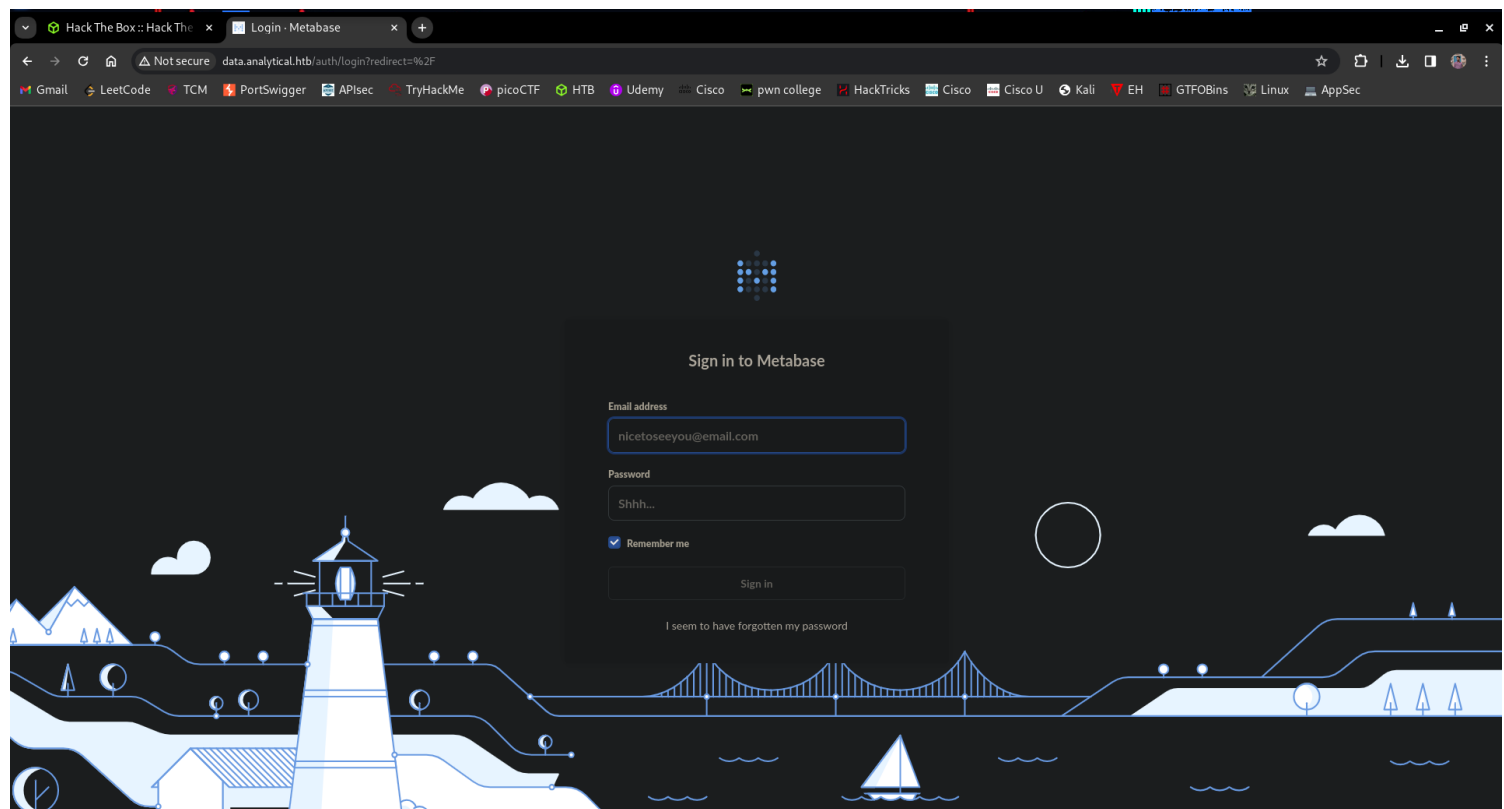 Hack The Box :: Hack The
Login · Metabase
Not secure data.analytical.htb/auth/login?redirect=%2F
Gmail LeetCode TCM PortSwigger APIsec TryHackMe picoCTF HTB Udemy Cisco pwn college HackTricks Cisco Cisco U Kali EH GTFOBins Linux AppSec
Sign in to Metabase
Email address
nicetoseeyou@email.com
Password
Shhh...
Remember me
Sign in
I seem to have forgotten my password